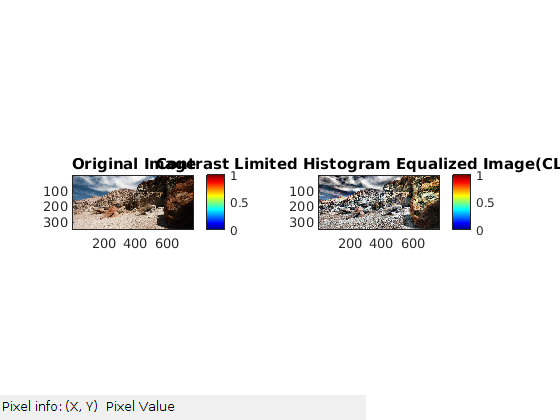 Original Image
Contrast Limited Histogram Equalized Image(CL
100
200
300
200 400 600
1
0.5
0
100
200
300
200 400 600
1
0.5
0
Pixel info: (X, Y) Pixel Value